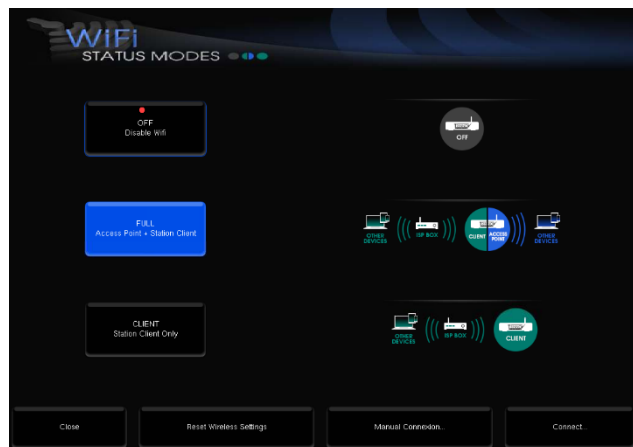 WiFi
STATUS MODES
OFF
Disable Wifi
OFF
FULL
Access Point + Station Client
OTHER
DEVICES
ISP BOX
CLIENT
ACCESS
POINT
OTHER
DEVICES
CLIENT
Station Client Only
OTHER
DEVICES
ISP BOX
CLIENT
Close
Reset Wireless Settings
Manual Connexion...
Connect...